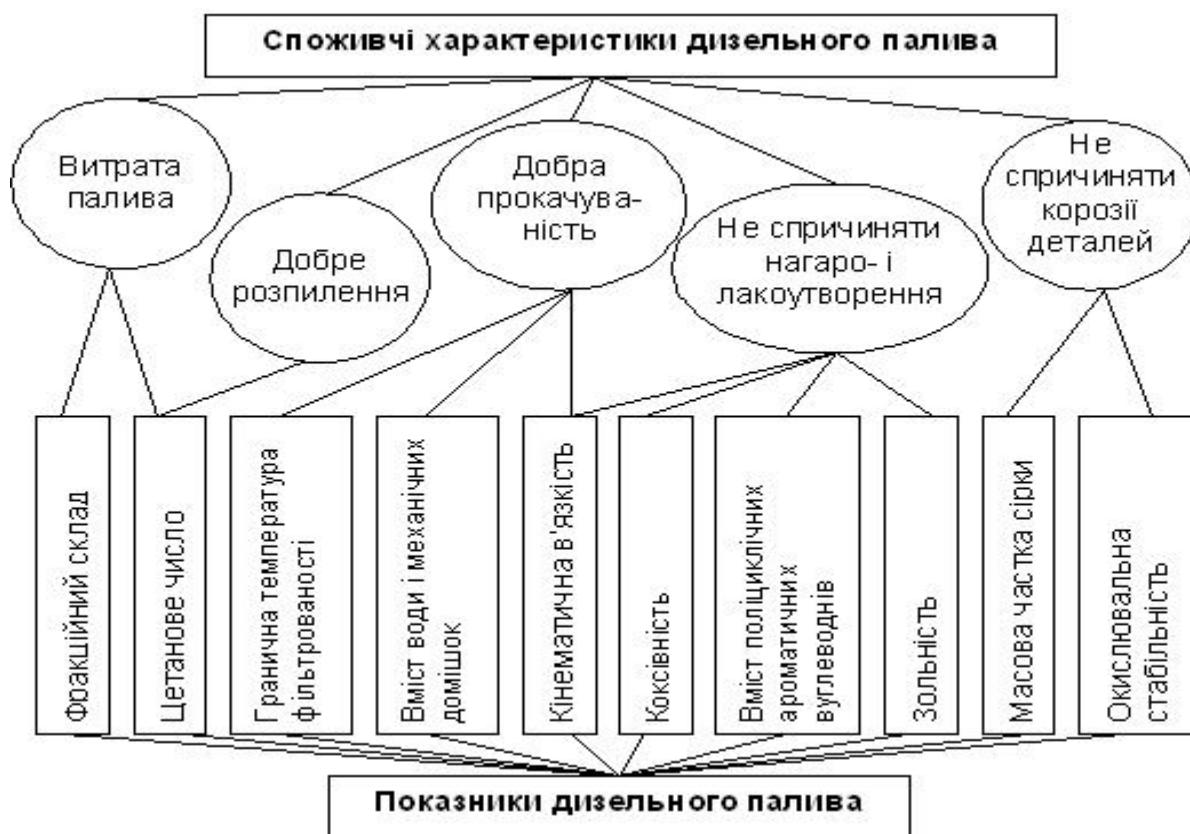 Споживчі характеристики дизельного палива
Витрата
палива
Добре
розпилення
Добра
прокачува-
ність
Не спричиняти
нагаро- і
лакоутворення
Не
спричиняти
корозії
деталей
Фракційний склад
Цетанове число
Гранична температура
фільтрованості
Вміст води і механічних
домішок
Кінематична в'язкість
Коксівність
Вміст поліциклічних
ароматичних
вуглеводнів
Зольність
Масова частка сірки
Окислювальна
стабільність
Показники дизельного палива